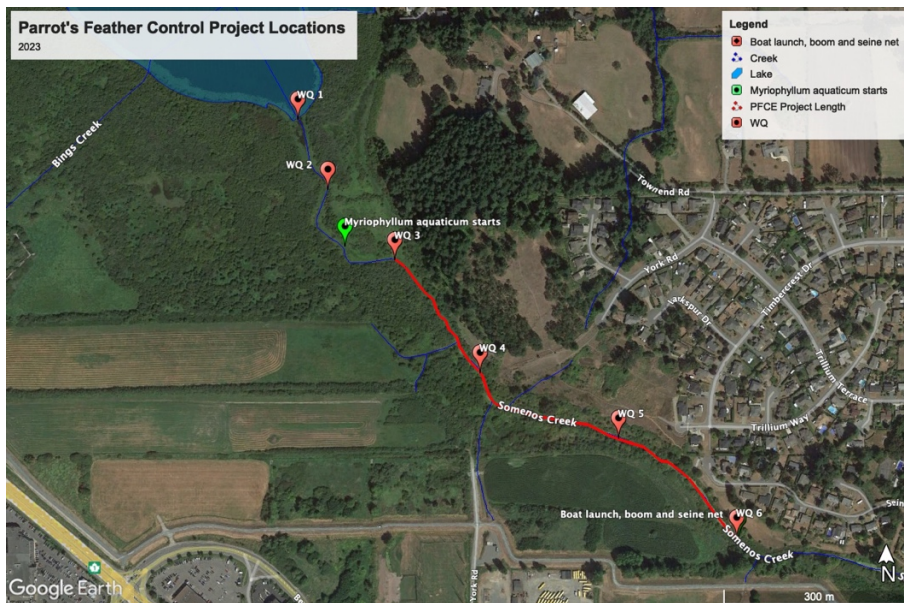 Parrot's Feather Control Project Locations
2023
Legend
Boat launch, boom and seine net
Creek
Lake
Myriophyllum aquaticum starts
PFCE Project Length
WQ
WQ 1
Bings Creek
WQ 2
Townend Rd
Myriophyllum aquaticum starts
WQ 3
York Rd
Timbercrest Dr
arkspur Dr
WQ 4
Trillium Terrace
Somenos Creek
WQ 5
Trillium Way
Boat launch, boom and seine net
WQ 6
Somenos Creek
York Rd
1
N
Google Earth
300 m